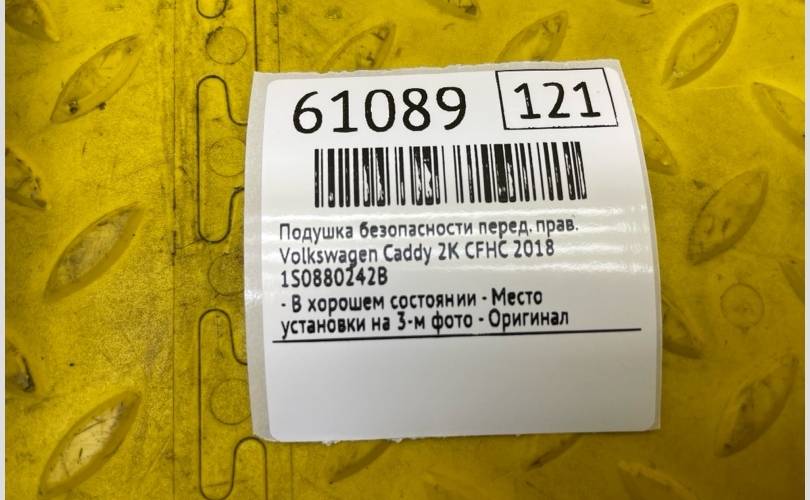 61089 121
Подушка безопасности перед. прав.
Volkswagen Caddy 2K CFHC 2018
1S0880242B
- В хорошем состоянии - Место
установки на 3-м фото - Оригинал